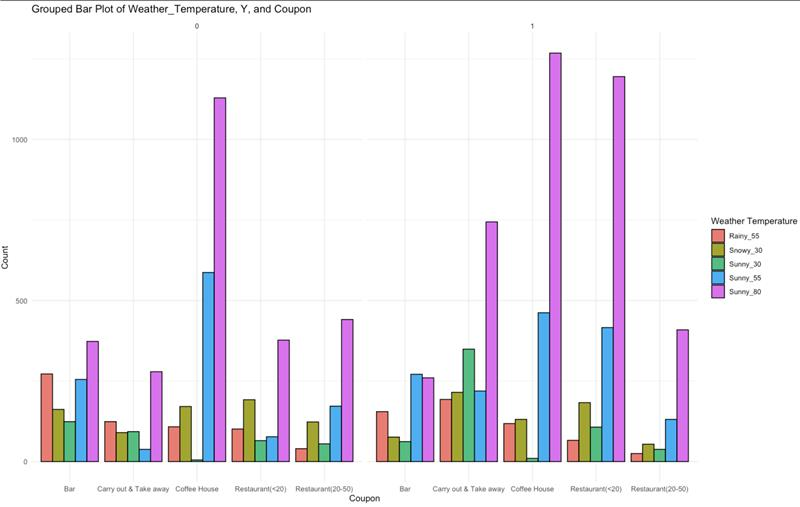 Grouped Bar Plot of Weather_Temperature, Y, and Coupon
0 1
1000
500
0
Count
Bar Carry out & Take away Coffee House Restaurant(<20) Restaurant(20-50) Bar Carry out & Take away Coffee House Restaurant(<20) Restaurant(20-50)
Coupon
Weather Temperature
Rainy_55
Snowy_30
Sunny_30
Sunny_55
Sunny_80